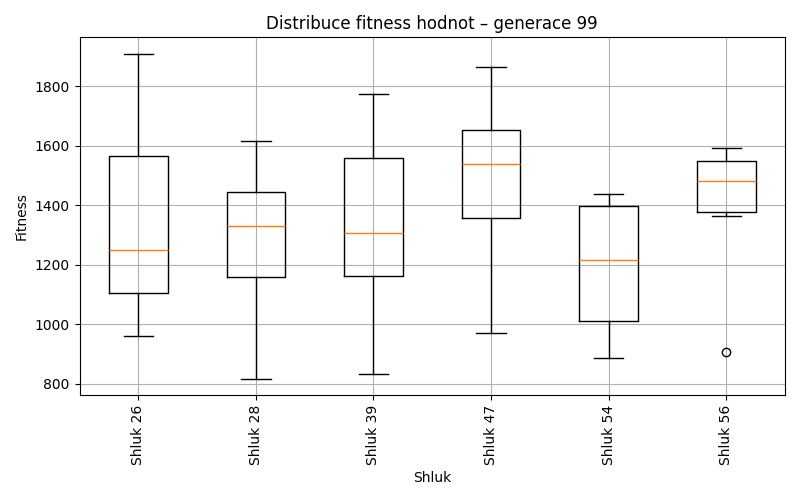 Distribuce fitness hodnot – generace 99
Fitness
1800
1600
1400
1200
1000
800
Shluk 26
Shluk 28
Shluk 39
Shluk 47
Shluk 54
Shluk 56
Shluk